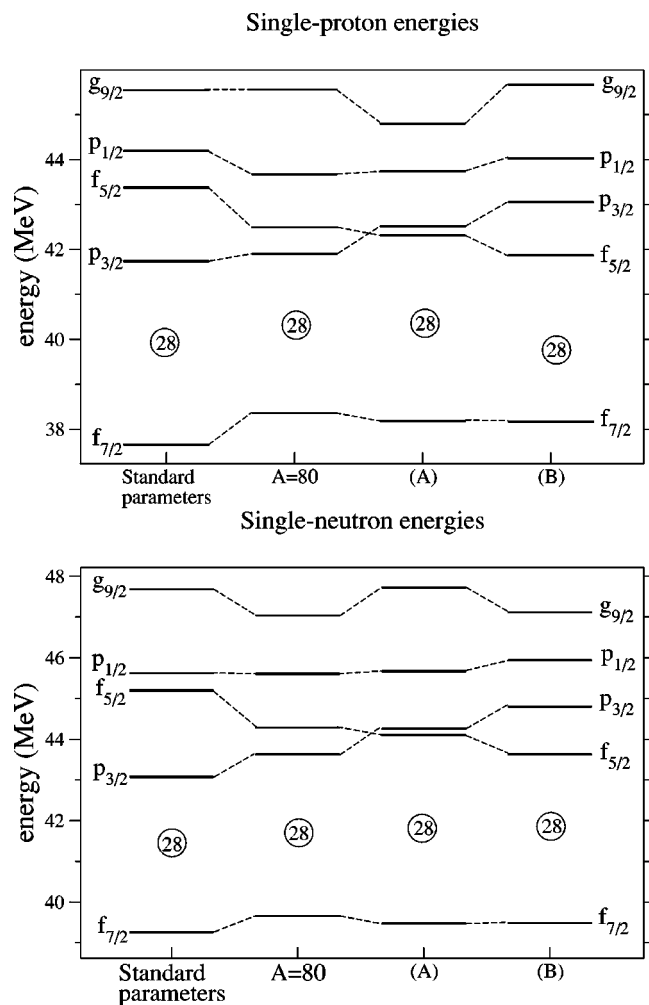 Single-proton energies
g9/2
g9/2
p1/2
p1/2
44
f5/2
p3/2
energy (MeV)
42
p3/2
f5/2
40
28
28
28
28
38
f7/2
f7/2
Standard parameters
A=80
(A)
(B)
Single-neutron energies
48
g9/2
g9/2
46
p1/2
p1/2
f5/2
p3/2
energy (MeV)
44
p3/2
f5/2
42
28
28
28
28
40
f7/2
f7/2
Standard parameters
A=80
(A)
(B)